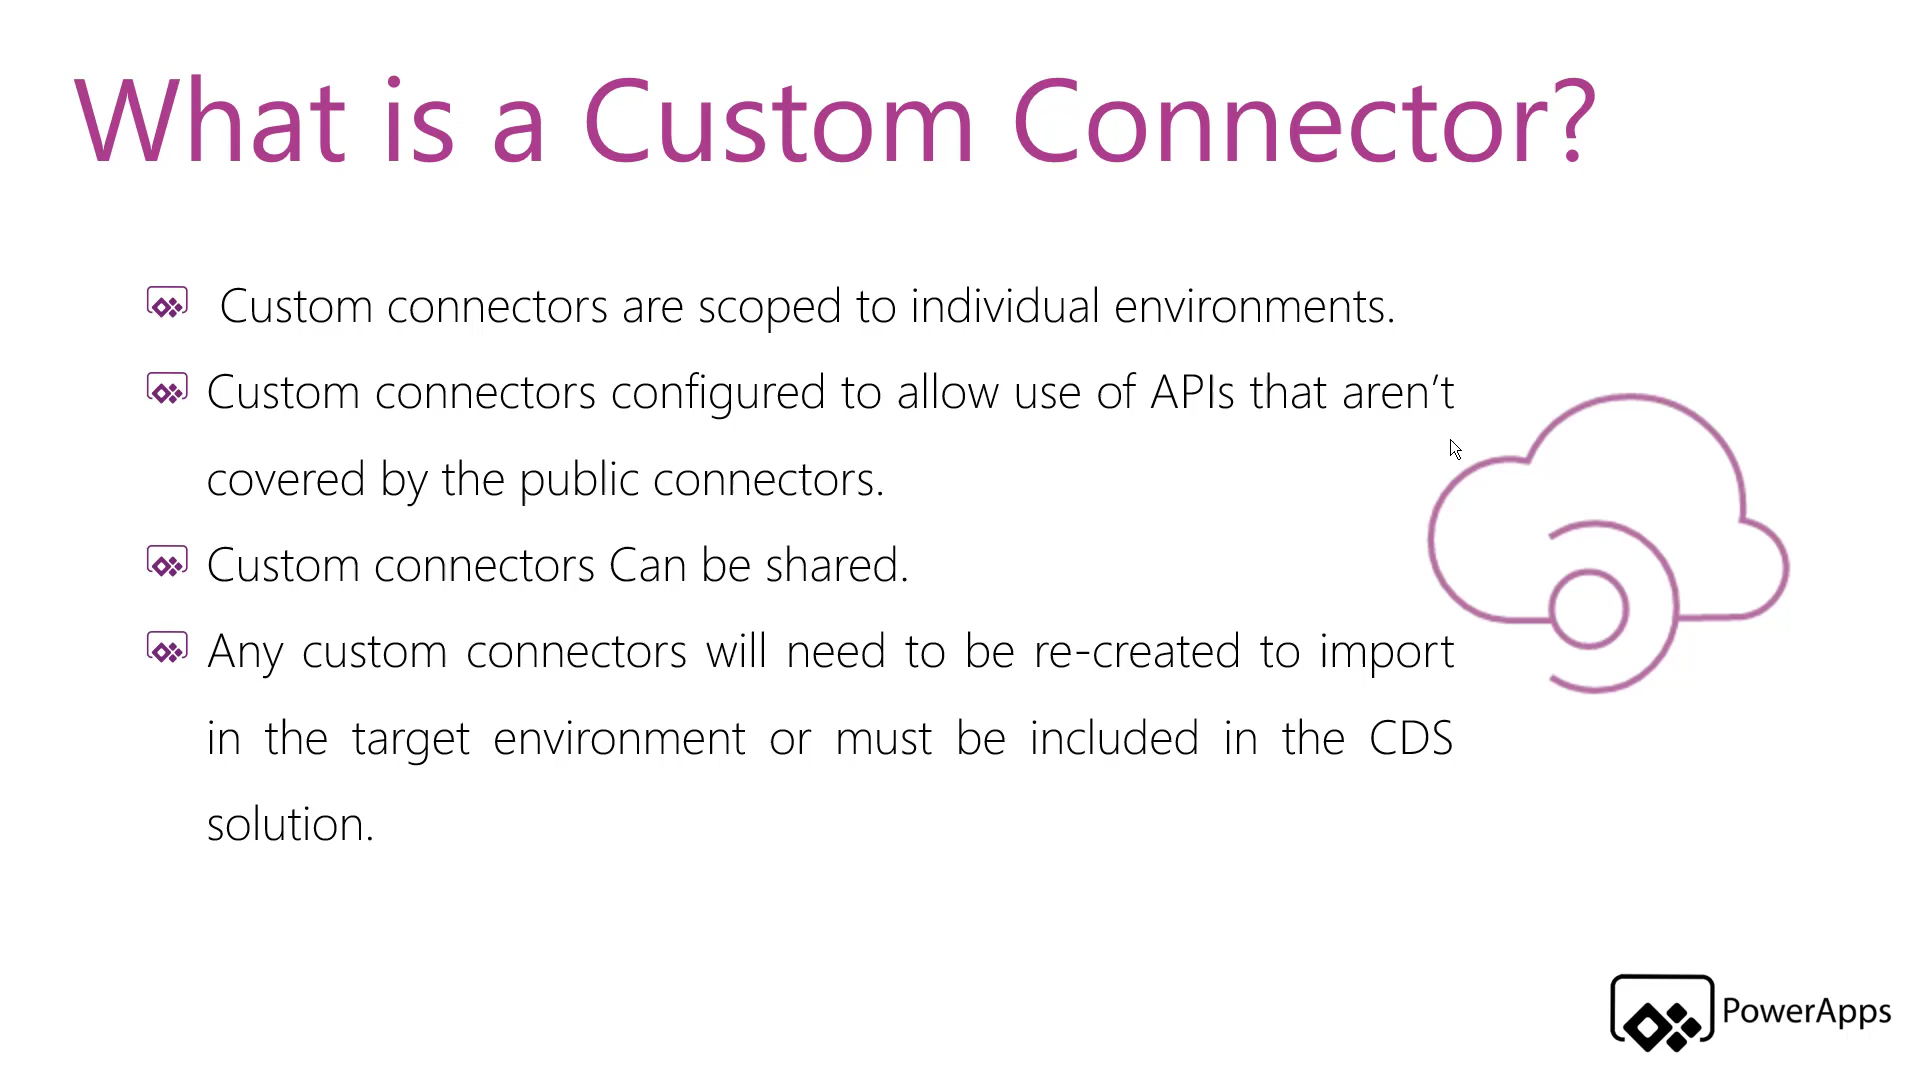 What is a Custom Connector?
Custom connectors are scoped to individual environments.
Custom connectors configured to allow use of APIs that aren’t
covered by the public connectors.
Custom connectors Can be shared.
Any custom connectors will need to be re-created to import
in the target environment or must be included in the CDS
solution.
PowerApps